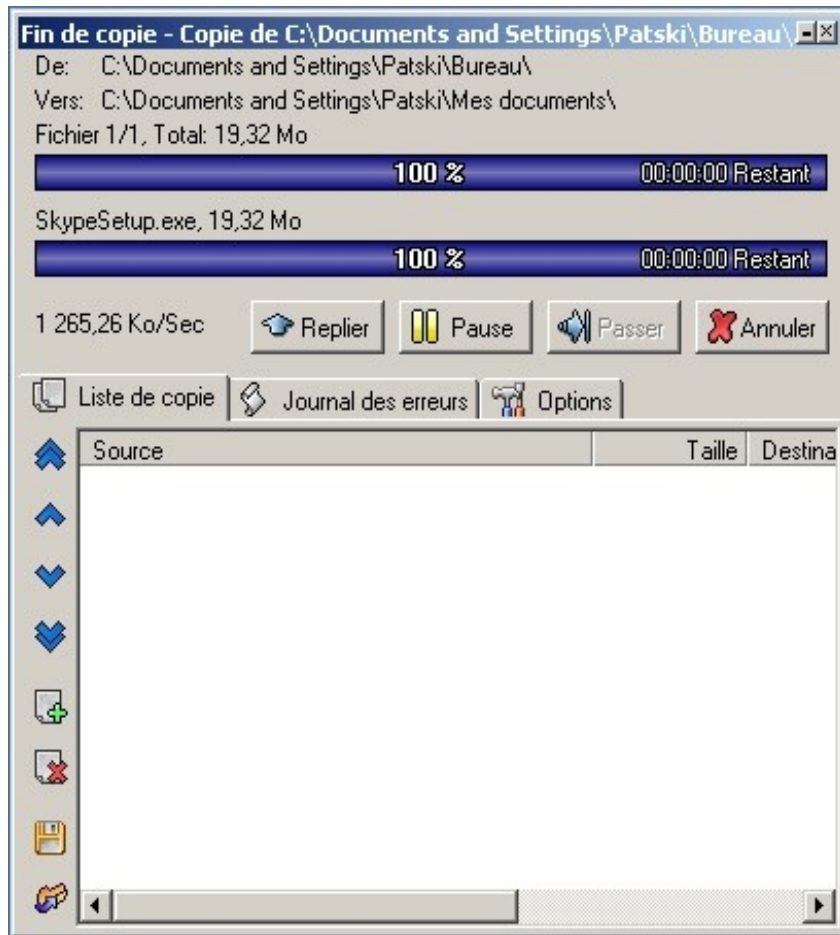 Fin de copie - Copie de C:\Documents and Settings\Patski\Bureau\
De: C:\Documents and Settings\Patski\Bureau\
Vers: C:\Documents and Settings\Patski\Mes documents\
Fichier 1/1, Total: 19,32 Mo
100 % 00:00:00 Restant
SkypeSetup.exe, 19,32 Mo
100 % 00:00:00 Restant
1 265,26 Ko/Sec Replier Pause Passer Annuler
Liste de copie Journal des erreurs Options
Source Taille Destina